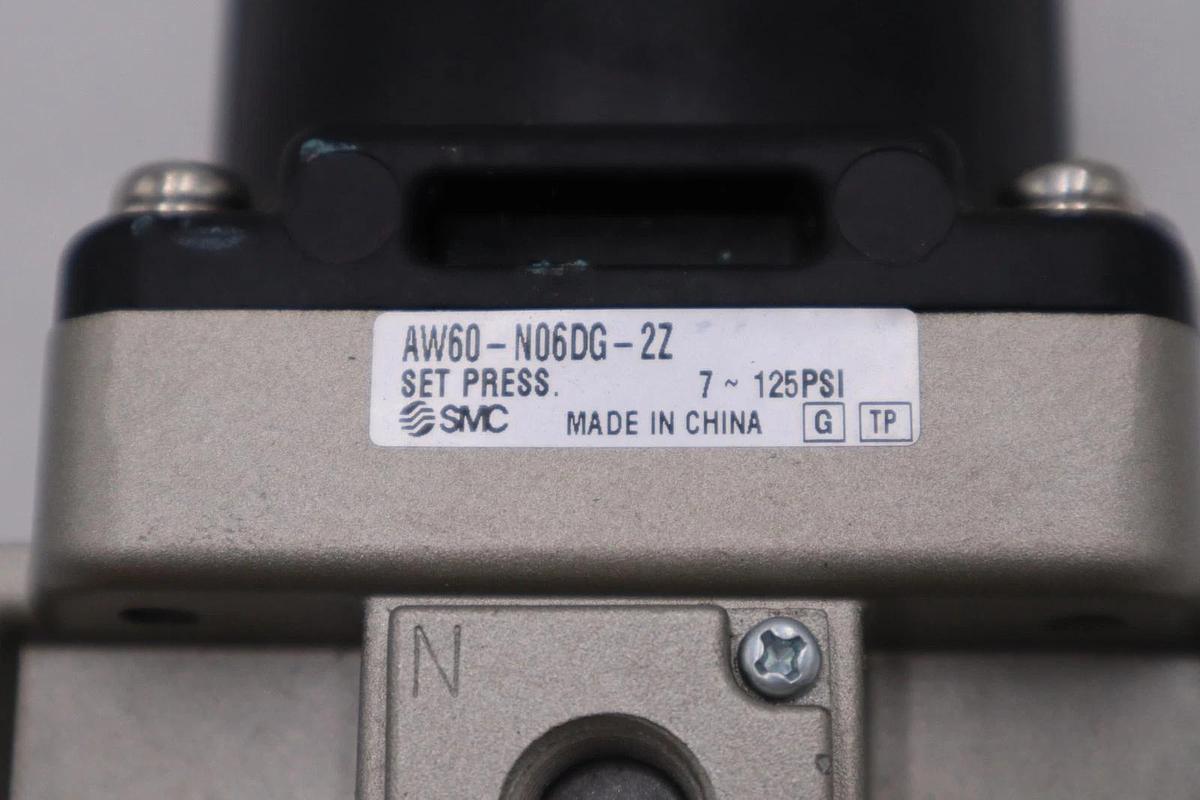 AW60-N06DG-2Z
SET PRESS. 7 ~ 125PSI
SMC MADE IN CHINA G TP
N